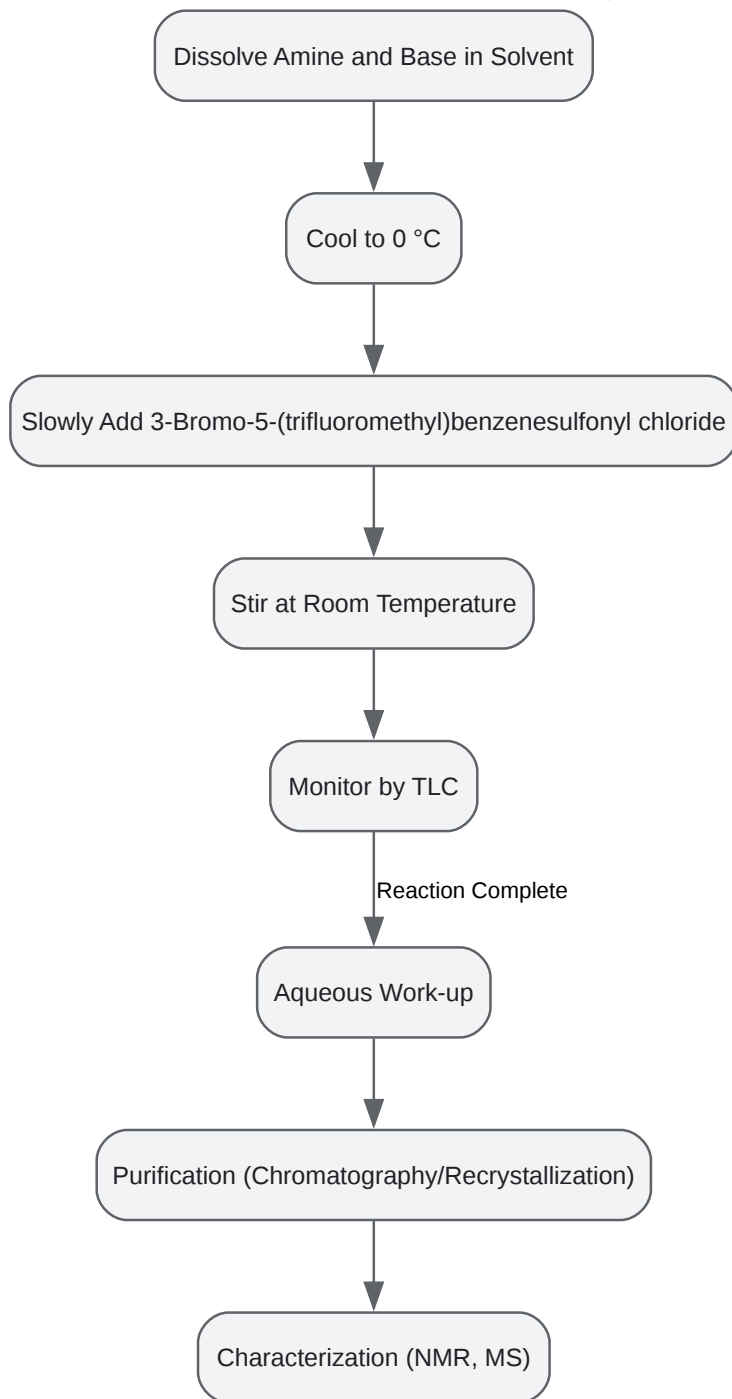 Dissolve Amine and Base in Solvent
Cool to 0 °C
Slowly Add 3-Bromo-5-(trifluoromethyl)benzenesulfonyl chloride
Stir at Room Temperature
Monitor by TLC
Reaction Complete
Aqueous Work-up
Purification (Chromatography/Recrystallization)
Characterization (NMR, MS)